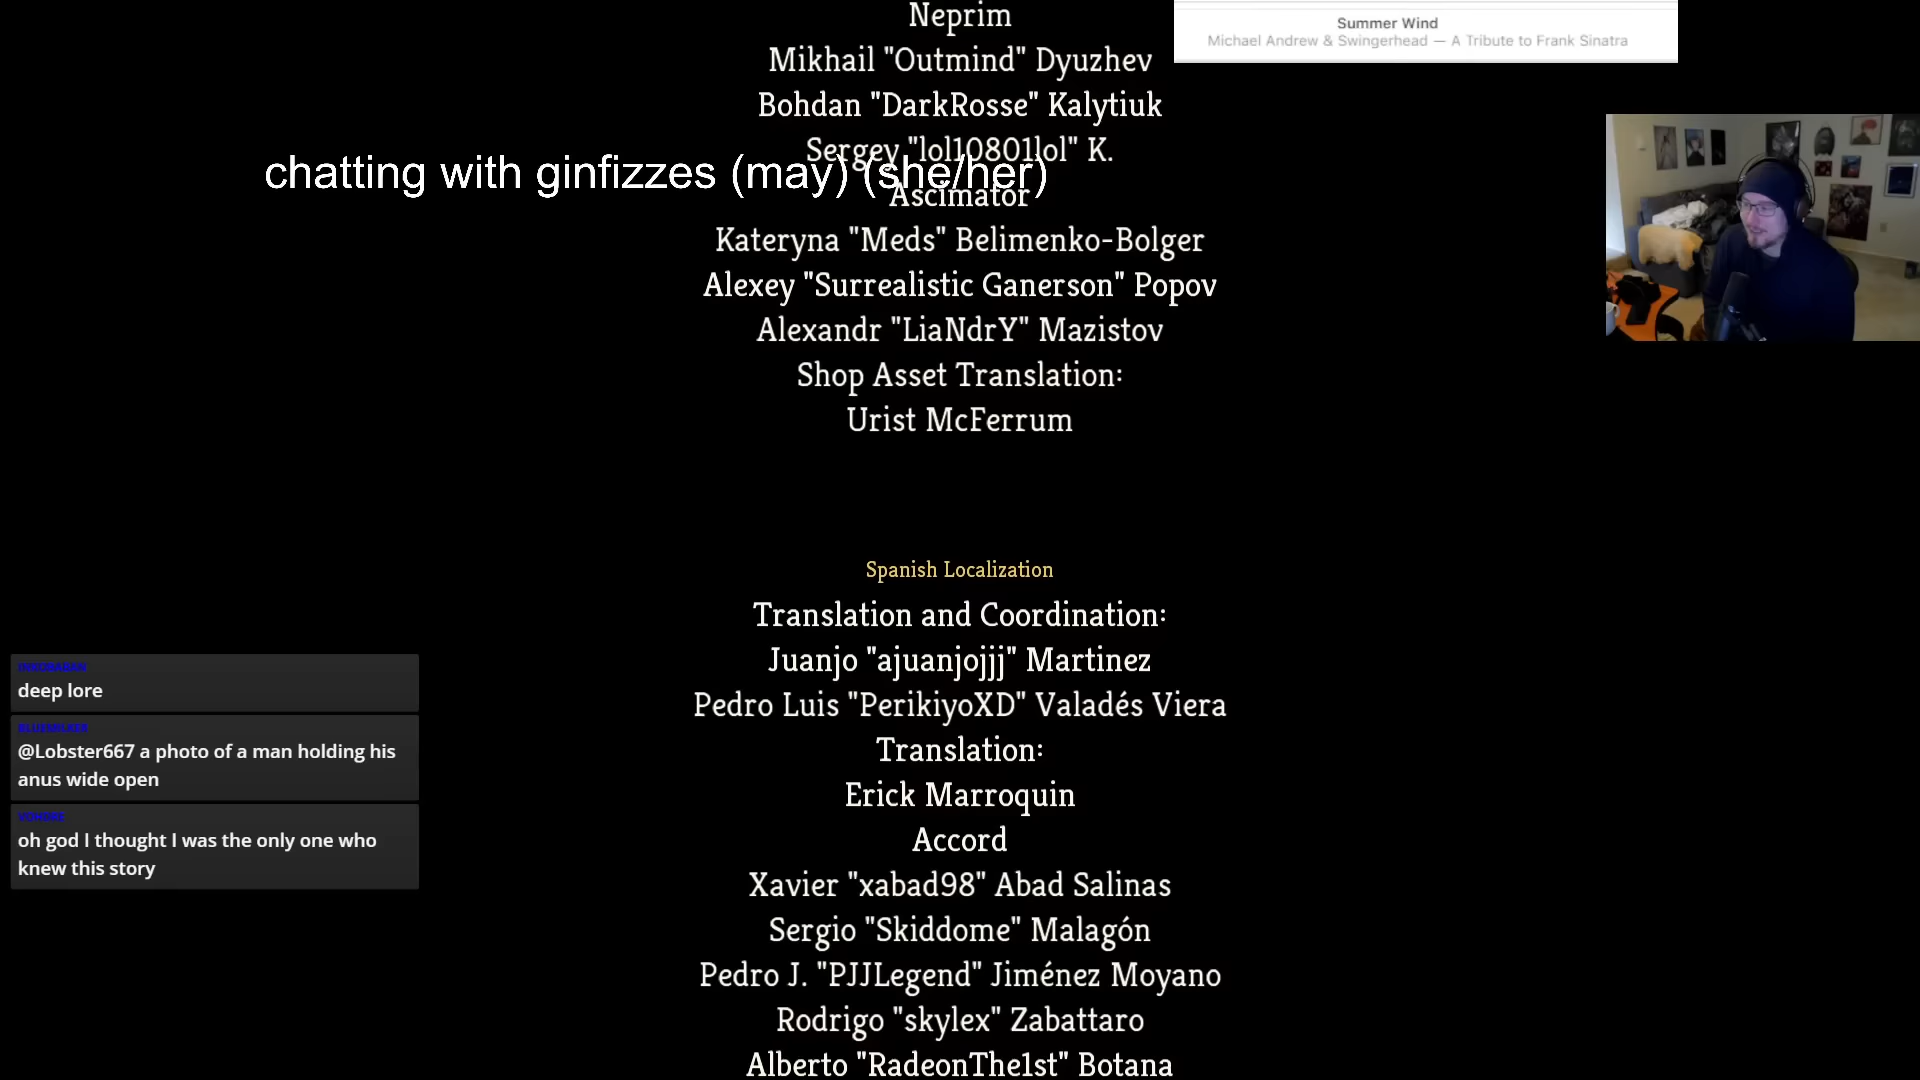 Neprim
Mikhail "Outmind" Dyuzhev
Bohdan "DarkRosse" Kalytiuk
Sergey "lol10801lol" K.
Ascimator
Kateryna "Meds" Belimenko-Bolger
Alexey "Surrealistic Ganerson" Popov
Alexandr "LiaNdrY" Mazistov
Shop Asset Translation:
Urist McFerrum
Spanish Localization
Translation and Coordination:
Juanjo "ajuanjojjj" Martinez
Pedro Luis "PerikiyoXD" Valadés Viera
Translation:
Erick Marroquin
Accord
Xavier "xabad98" Abad Salinas
Sergio "Skiddome" Malagón
Pedro J. "PJJLegend" Jiménez Moyano
Rodrigo "skylex" Zabattaro
Alberto "RadeonThe1st" Botana
Summer Wind
Michael Andrew & Swingerhead — A Tribute to Frank Sinatra
chatting with ginfizzes (may) (she/her)
deep lore
@Lobster667 a photo of a man holding his
anus wide open
oh god I thought I was the only one who
knew this story